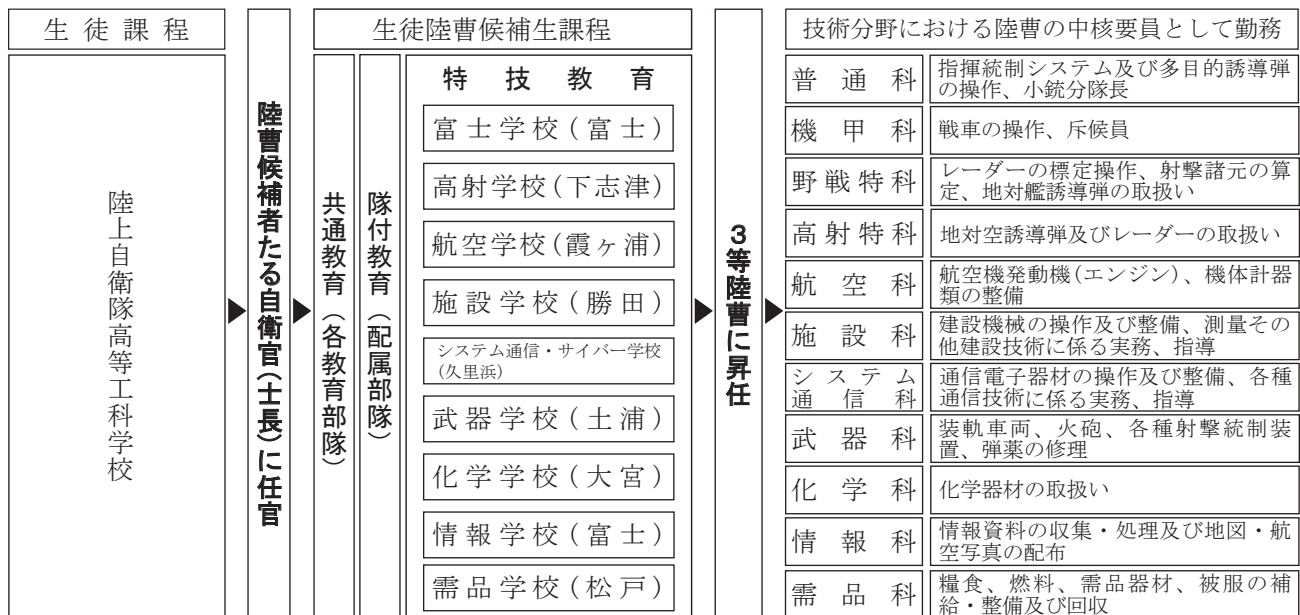 生徒課程
陸上自衛隊高等工科学校
陸曹候補者たる自衛官(士長)に任官
生徒陸曹候補生課程
共通教育(各教育部隊)
隊付教育(配属部隊)
特技教育
富士学校(富士)
高射学校(下志津)
航空学校(霞ヶ浦)
施設学校(勝田)
システム通信・サイバー学校
(久里浜)
武器学校(土浦)
化学学校(大宮)
情報学校(富士)
需品学校(松戸)
3等陸曹に昇任
技術分野における陸曹の中核要員として勤務
普通科
指揮統制システム及び多目的誘導弾
の操作、小銃分隊長
機甲科
戦車の操作、斥候員
野戦特科
レーダーの標定操作、射撃諸元の算
定、地対艦誘導弾の取扱い
高射特科
地対空誘導弾及びレーダーの取扱い
航空科
航空機発動機(エンジン)、機体計器
類の整備
施設科
建設機械の操作及び整備、測量その
他建設技術に係る実務、指導
システム
通信科
通信電子器材の操作及び整備、各種
通信技術に係る実務、指導
武器科
装軌車両、火砲、各種射撃統制装
置、弾薬の修理
化学科
化学器材の取扱い
情報科
情報資料の収集・処理及び地図・航
空写真の配布
需品科
糧食、燃料、需品器材、被服の補
給・整備及び回収